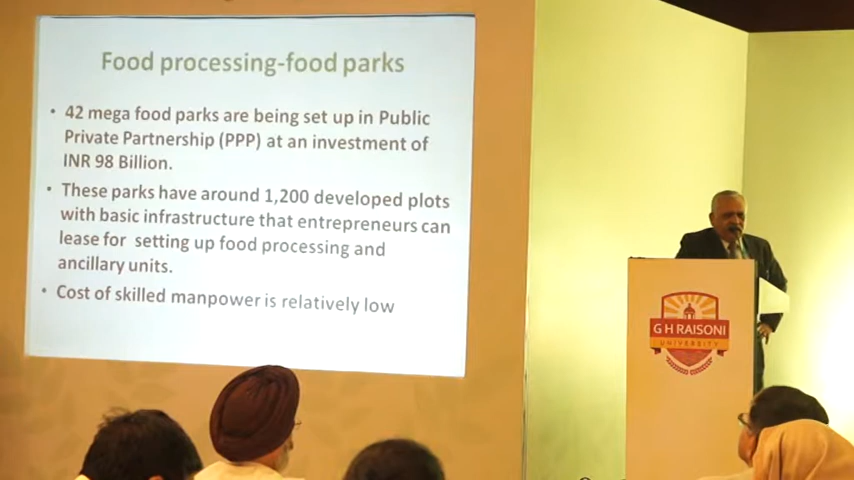 Food processing-food parks
• 42 mega food parks are being set up in Public
Private Partnership (PPP) at an investment of
INR 98 Billion.
• These parks have around 1,200 developed plots
with basic infrastructure that entrepreneurs can
lease for setting up food processing and
ancillary units.
• Cost of skilled manpower is relatively low
G H RAISONI
UNIVERSITY